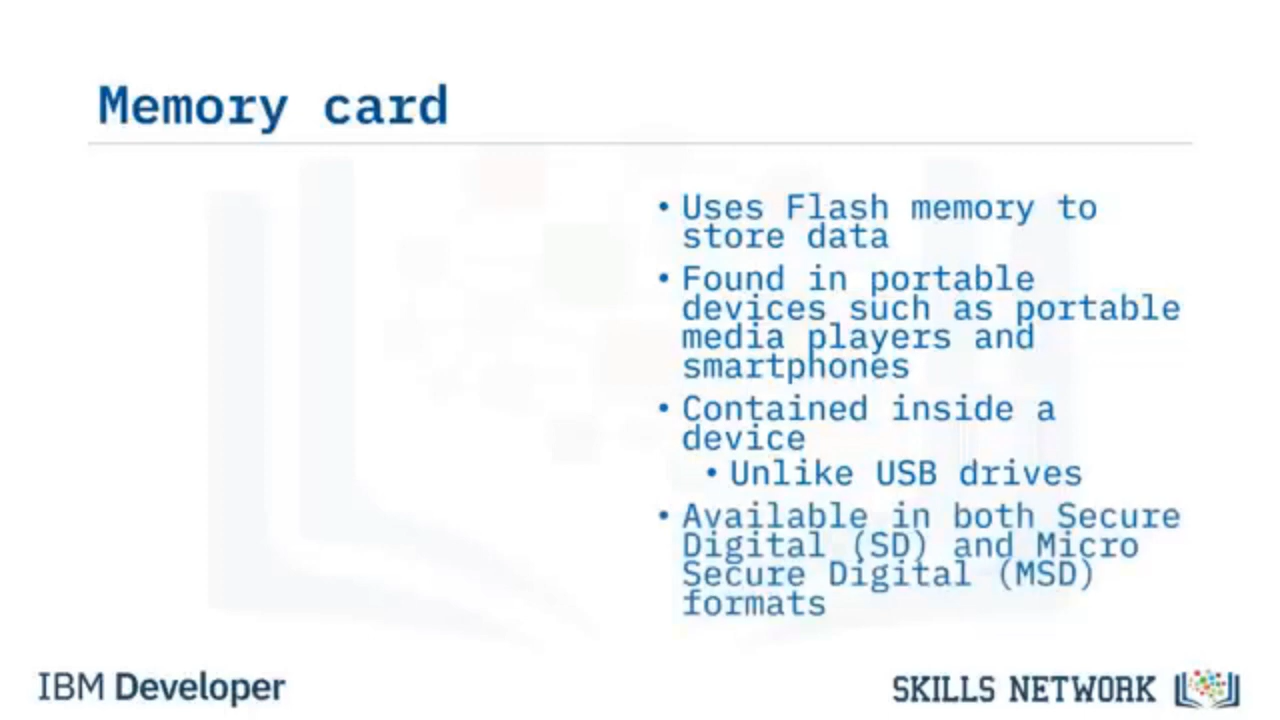 Memory card
• Uses Flash memory to
store data
• Found in portable
devices such as portable
media players and
smartphones
• Contained inside a
device
• Unlike USB drives
• Available in both Secure
Digital (SD) and Micro
Secure Digital (MSD)
formats
IBM Developer
SKILLS NETWORK